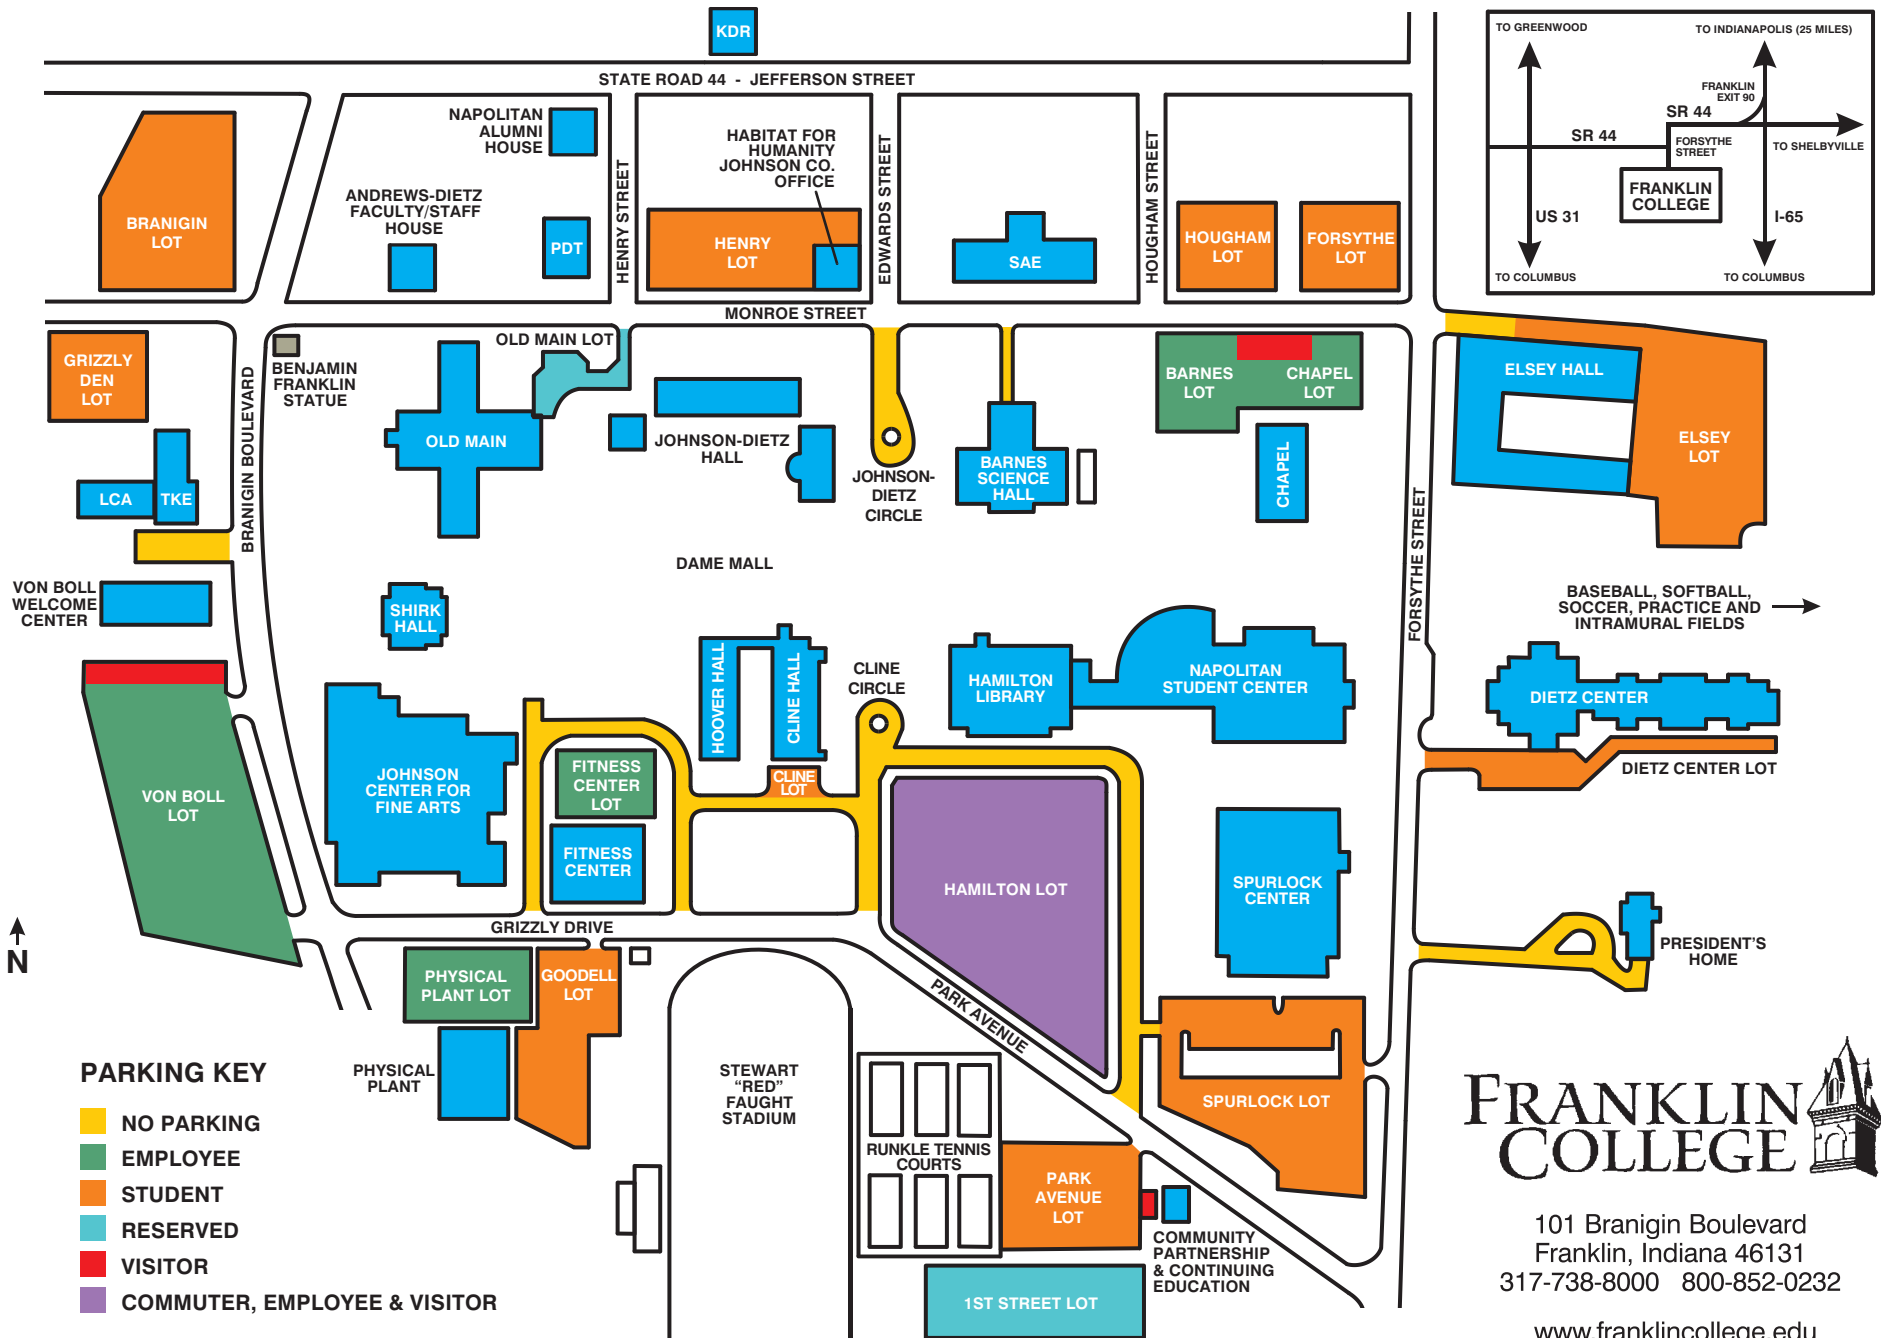 KDR
STATE ROAD 44 - JEFFERSON STREET
TO GREENWOOD
TO INDIANAPOLIS (25 MILES)
FRANKLIN
EXIT 90
SR 44
SR 44
FORSYTHE
STREET
TO SHELBYVILLE
FRANKLIN
COLLEGE
US 31
I-65
TO COLUMBUS
TO COLUMBUS
BRANIGIN
LOT
NAPOLITAN
ALUMNI
HOUSE
ANDREWS-DIETZ
FACULTY/STAFF
HOUSE
PDT
HENRY STREET
HABITAT FOR
HUMANITY
JOHNSON CO.
OFFICE
HENRY
LOT
EDWARDS STREET
SAE
HOUGHAM STREET
HOUGHAM
LOT
FORSYTHE
LOT
MONROE STREET
GRIZZLY
DEN
LOT
BRANIGIN BOULEVARD
BENJAMIN
FRANKLIN
STATUE
OLD MAIN LOT
OLD MAIN
JOHNSON-DIETZ
HALL
JOHNSON-
DIETZ
CIRCLE
BARNES
SCIENCE
HALL
BARNES
LOT
CHAPEL
LOT
CHAPEL
FORSYTHE STREET
ELSEY HALL
ELSEY
LOT
LCA
TKE
VON BOLL
WELCOME
CENTER
DAME MALL
SHIRK
HALL
HOOVER HALL
CLINE HALL
CLINE
CIRCLE
HAMILTON
LIBRARY
NAPOLITAN
STUDENT CENTER
BASEBALL, SOFTBALL,
SOCCER, PRACTICE AND
INTRAMURAL FIELDS
DIETZ CENTER
DIETZ CENTER LOT
VON BOLL
LOT
JOHNSON
CENTER FOR
FINE ARTS
FITNESS
CENTER
LOT
CLINE
LOT
FITNESS
CENTER
HAMILTON LOT
SPURLOCK
CENTER
PRESIDENT'S
HOME
N
GRIZZLY DRIVE
PHYSICAL
PLANT LOT
GOODELL
LOT
PARK AVENUE
PHYSICAL
PLANT
STEWART
“RED”
FAUGHT
STADIUM
RUNKLE TENNIS
COURTS
SPURLOCK LOT
PARK
AVENUE
LOT
COMMUNITY
PARTNERSHIP
& CONTINUING
EDUCATION
1ST STREET LOT
PARKING KEY
NO PARKING
EMPLOYEE
STUDENT
RESERVED
VISITOR
COMMUTER, EMPLOYEE & VISITOR
FRANKLIN
COLLEGE
101 Branigin Boulevard
Franklin, Indiana 46131
317-738-8000 800-852-0232
www.franklincollege.edu